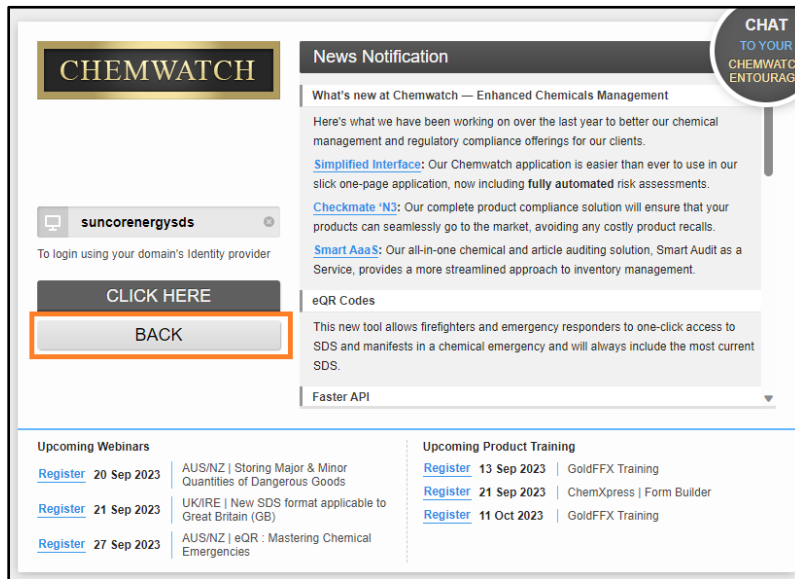 CHEMWATCH
suncorenergysds
To login using your domain's Identity provider
CLICK HERE
BACK
News Notification
CHAT
TO YOUR
CHEMWATC
ENTOURAG
What's new at Chemwatch — Enhanced Chemicals Management
Here's what we have been working on over the last year to better our chemical
management and regulatory compliance offerings for our clients.
Simplified Interface: Our Chemwatch application is easier than ever to use in our
slick one-page application, now including fully automated risk assessments.
Checkmate 'N3: Our complete product compliance solution will ensure that your
products can seamlessly go to the market, avoiding any costly product recalls.
Smart AaaS: Our all-in-one chemical and article auditing solution, Smart Audit as a
Service, provides a more streamlined approach to inventory management.
eQR Codes
This new tool allows firefighters and emergency responders to one-click access to
SDS and manifests in a chemical emergency and will always include the most current
SDS.
Faster API
Upcoming Webinars
Register 20 Sep 2023 AUS/NZ | Storing Major & Minor
Quantities of Dangerous Goods
Register 21 Sep 2023 UK/IRE | New SDS format applicable to
Great Britain (GB)
Register 27 Sep 2023 AUS/NZ | eQR : Mastering Chemical
Emergencies
Upcoming Product Training
Register 13 Sep 2023 GoldFFX Training
Register 21 Sep 2023 ChemXpress | Form Builder
Register 11 Oct 2023 GoldFFX Training